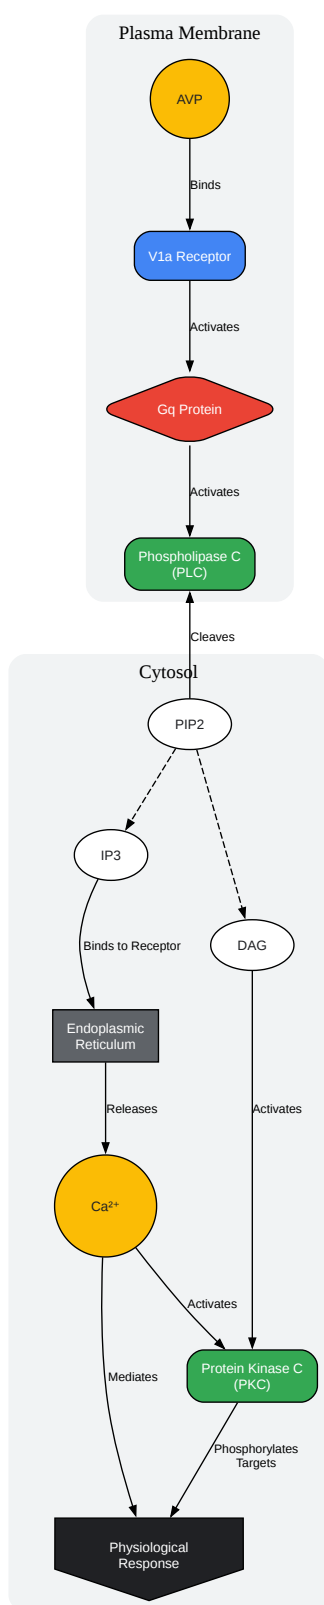 Plasma Membrane
AVP
Binds
V1a Receptor
Activates
Gq Protein
Activates
Phospholipase C
(PLC)
Cleaves
Cytosol
PIP2
IP3
DAG
Binds to Receptor
Endoplasmic
Reticulum
Releases
Activates
Ca²⁺
Activates
Protein Kinase C
(PKC)
Mediates
Phosphorylates
Targets
Physiological
Response